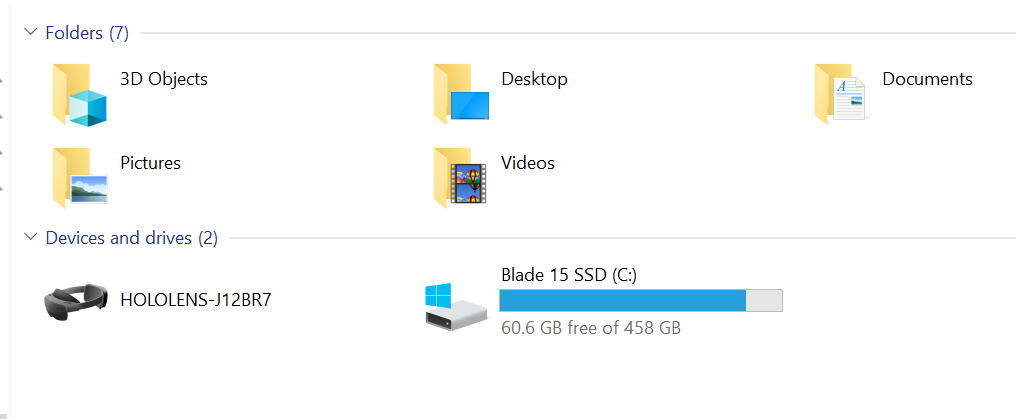 Folders (7)
3D Objects
Desktop
Documents
Pictures
Videos
Devices and drives (2)
HOLOLENS-J12BR7
Blade 15 SSD (C:)
60.6 GB free of 458 GB